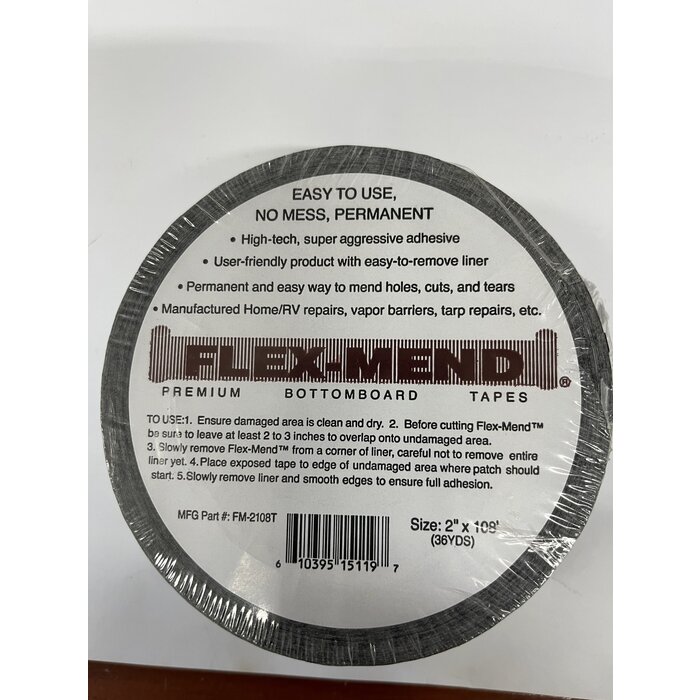 EASY TO USE,
NO MESS, PERMANENT
• High-tech, super aggressive adhesive
• User-friendly product with easy-to-remove liner
• Permanent and easy way to mend holes, cuts, and tears
• Manufactured Home/RV repairs, vapor barriers, tarp repairs, etc.
FLEX-MEND®
PREMIUM BOTTOMBOARD TAPES
TO USE:1. Ensure damaged area is clean and dry. 2. Before cutting Flex-Mend™
be sure to leave at least 2 to 3 inches to overlap onto undamaged area.
3. Slowly remove Flex-Mend™ from a corner of liner, careful not to remove entire
liner yet. 4. Place exposed tape to edge of undamaged area where patch should
start. 5. Slowly remove liner and smooth edges to ensure full adhesion.
MFG Part #: FM-2108T
Size: 2" x 108'
(36YDS)
6 10395 15119 7